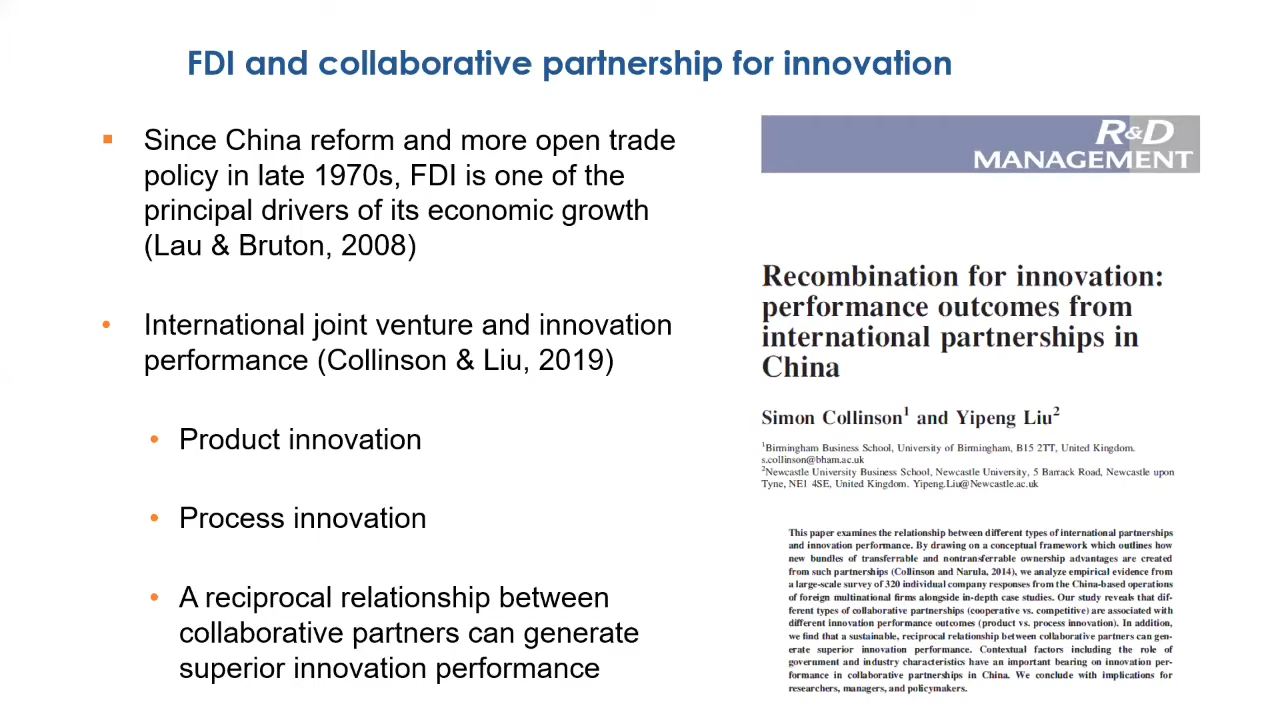 FDI and collaborative partnership for innovation
Since China reform and more open trade
policy in late 1970s, FDI is one of the
principal drivers of its economic growth
(Lau & Bruton, 2008)
International joint venture and innovation
performance (Collinson & Liu, 2019)
Product innovation
Process innovation
A reciprocal relationship between
collaborative partners can generate
superior innovation performance
R&D
MANAGEMENT
Recombination for innovation:
performance outcomes from
international partnerships in
China
Simon Collinson¹ and Yipeng Liu²
¹Birmingham Business School, University of Birmingham, B15 2TT, United Kingdom.
s.collinson@bham.ac.uk
²Newcastle University Business School, Newcastle University, 5 Barrack Road, Newcastle upon
Tyne, NE1 4SE, United Kingdom. Yipeng.Liu@Newcastle.ac.uk
This paper examines the relationship between different types of international partnerships
and innovation performance. By drawing on a conceptual framework which outlines how
new bundles of transferrable and nontransferrable ownership advantages are created
from such partnerships (Collinson and Narula, 2014), we analyze empirical evidence from
a large-scale survey of 320 individual company responses from the China-based operations
of foreign multinational firms alongside in-depth case studies. Our study reveals that dif-
ferent types of collaborative partnerships (cooperative vs. competitive) are associated with
different innovation performance outcomes (product vs. process innovation). In addition,
we find that a sustainable, reciprocal relationship between collaborative partners can gen-
erate superior innovation performance. Contextual factors including the role of
government and industry characteristics have an important bearing on innovation per-
formance in collaborative partnerships in China. We conclude with implications for
researchers, managers, and policymakers.